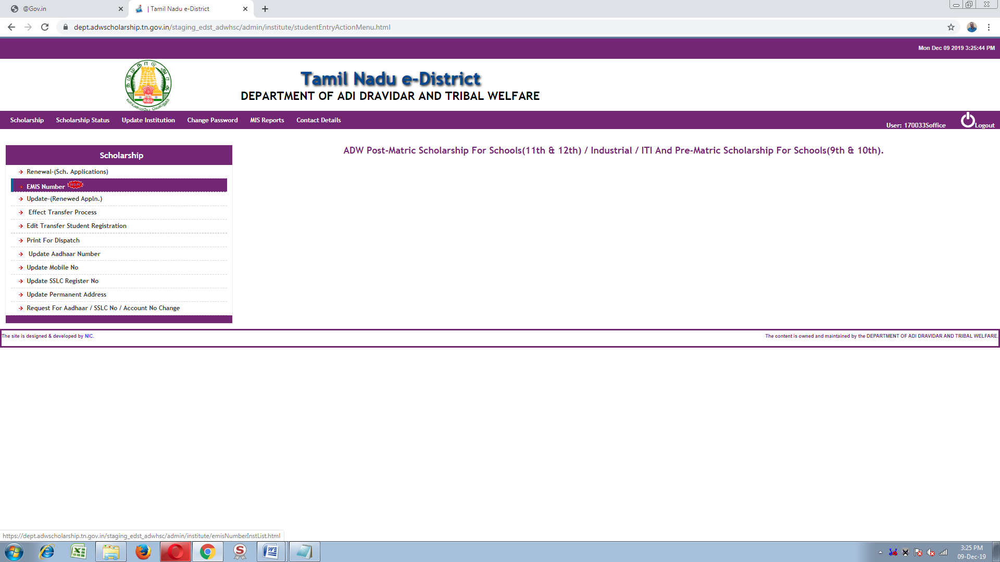 @Gov.in
| Tamil Nadu e-District
dept.adwscholarship.tn.gov.in/staging_edst_adwhsc/admin/institute/studentEntryActionMenu.html
Mon Dec 09 2019 3:25:44 PM
Tamil Nadu e-District
DEPARTMENT OF ADI DRAVIDAR AND TRIBAL WELFARE
Scholarship Scholarship Status Update Institution Change Password MIS Reports Contact Details
User: 170033Soffice Logout
Scholarship
ADW Post-Matric Scholarship For Schools(11th & 12th) / Industrial / ITI And Pre-Matric Scholarship For Schools(9th & 10th).
Renewal-(Sch. Applications)
EMIS Number new
Update-(Renewed Appln.)
Effect Transfer Process
Edit Transfer Student Registration
Print For Dispatch
Update Aadhaar Number
Update Mobile No
Update SSLC Register No
Update Permanent Address
Request For Aadhaar / SSLC No / Account No Change
The site is designed & developed by NIC.
The content is owned and maintained by the DEPARTMENT OF ADI DRAVIDAR AND TRIBAL WELFARE.
https://dept.adwscholarship.tn.gov.in/staging_edst_adwhsc/admin/institute/emisNumberInstList.html
3:25 PM
09-Dec-19